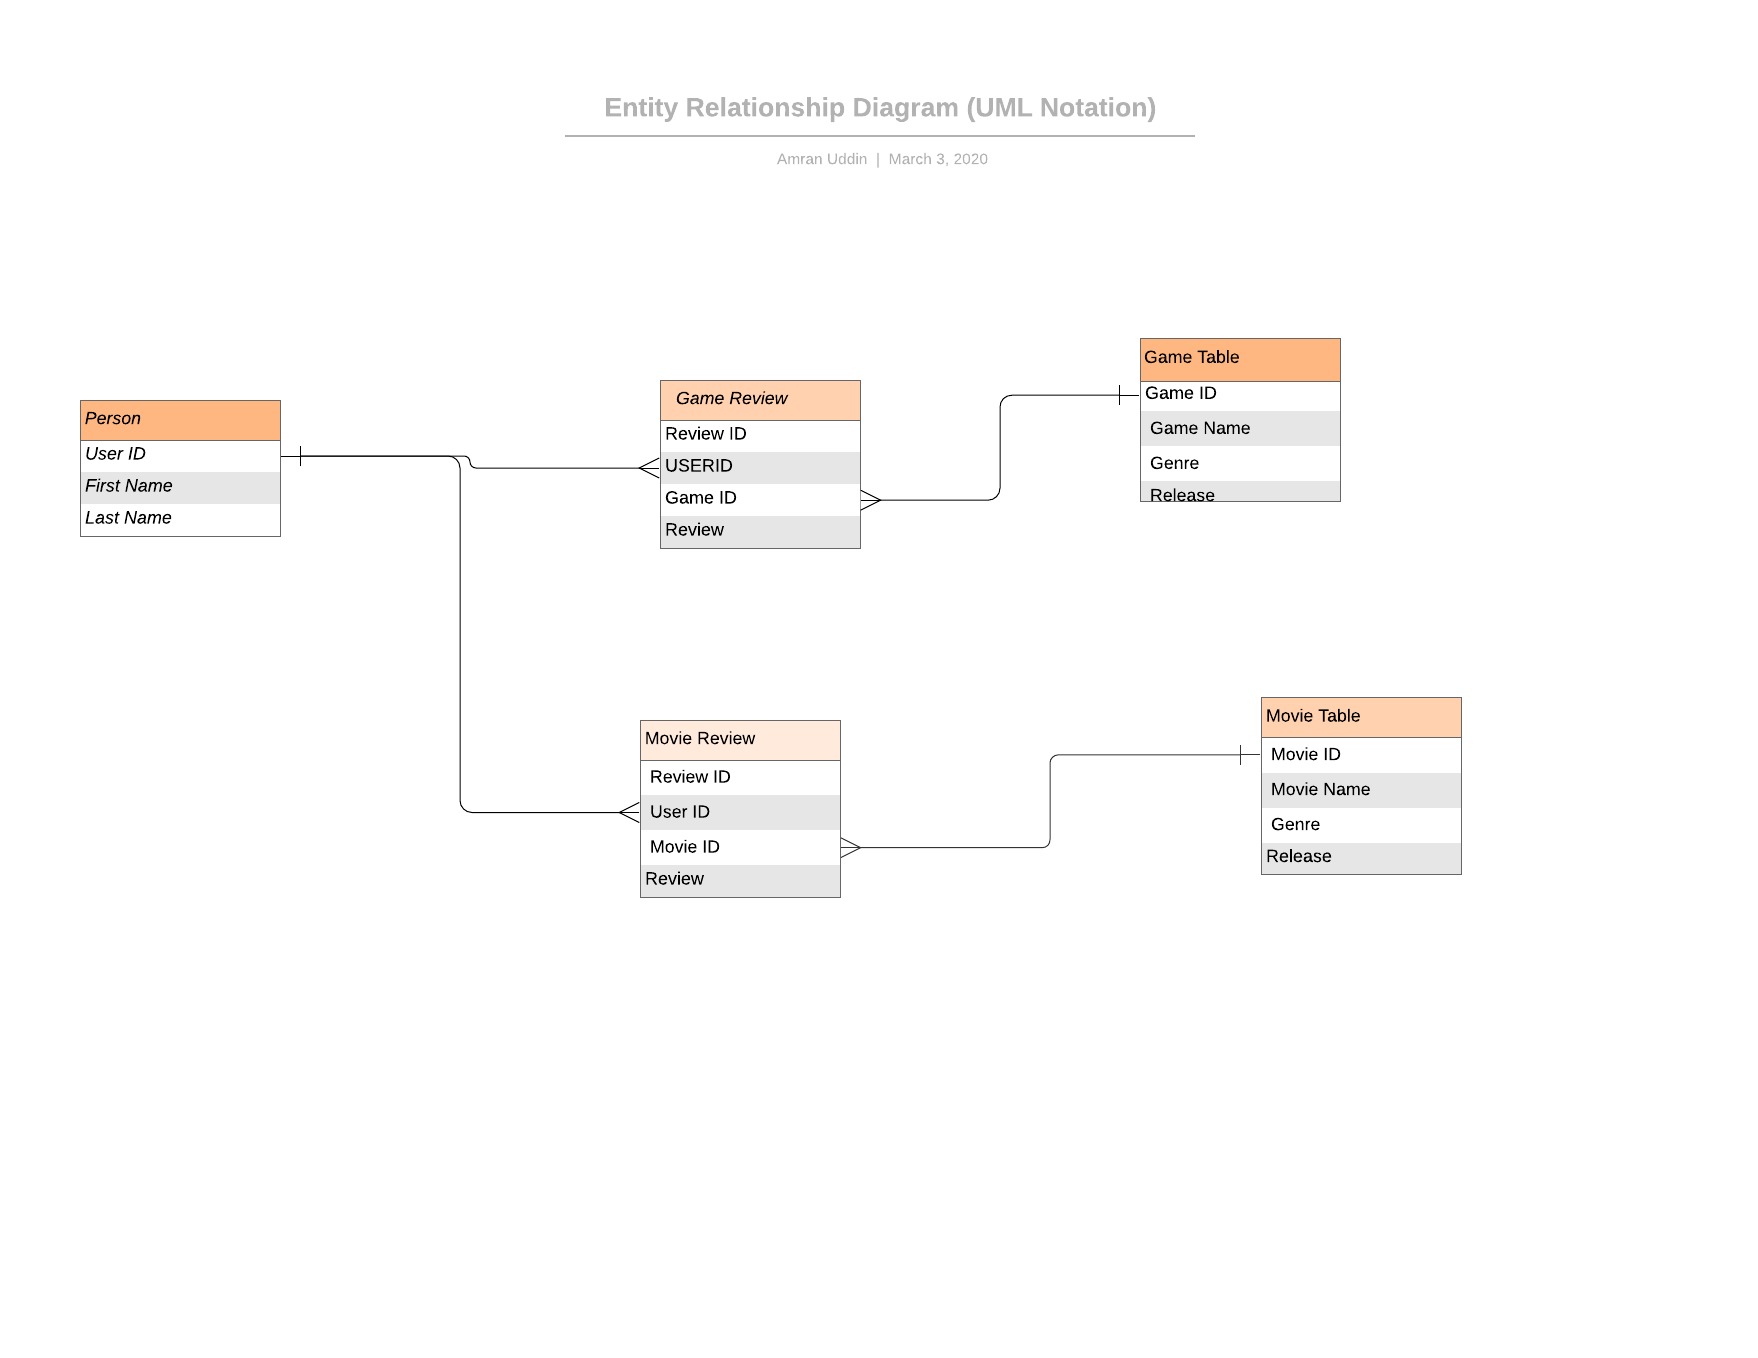 Entity Relationship Diagram (UML Notation)
Amran Uddin | March 3, 2020
Person
User ID
First Name
Last Name
Game Review
Review ID
USERID
Game ID
Review
Game Table
Game ID
Game Name
Genre
Release
Movie Review
Review ID
User ID
Movie ID
Review
Movie Table
Movie ID
Movie Name
Genre
Release